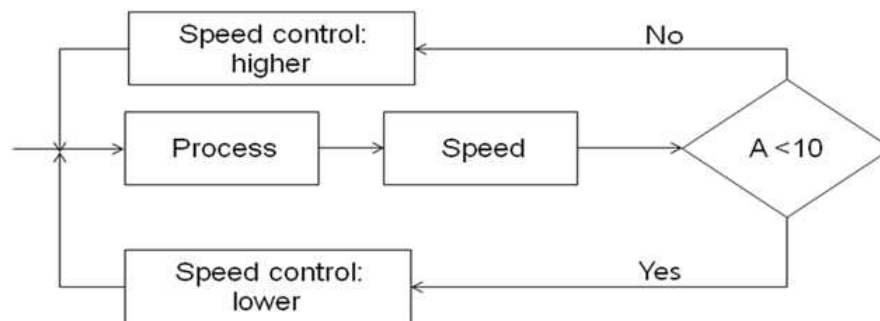 Speed control:
higher
No
Process
Speed
A <10
Speed control:
lower
Yes